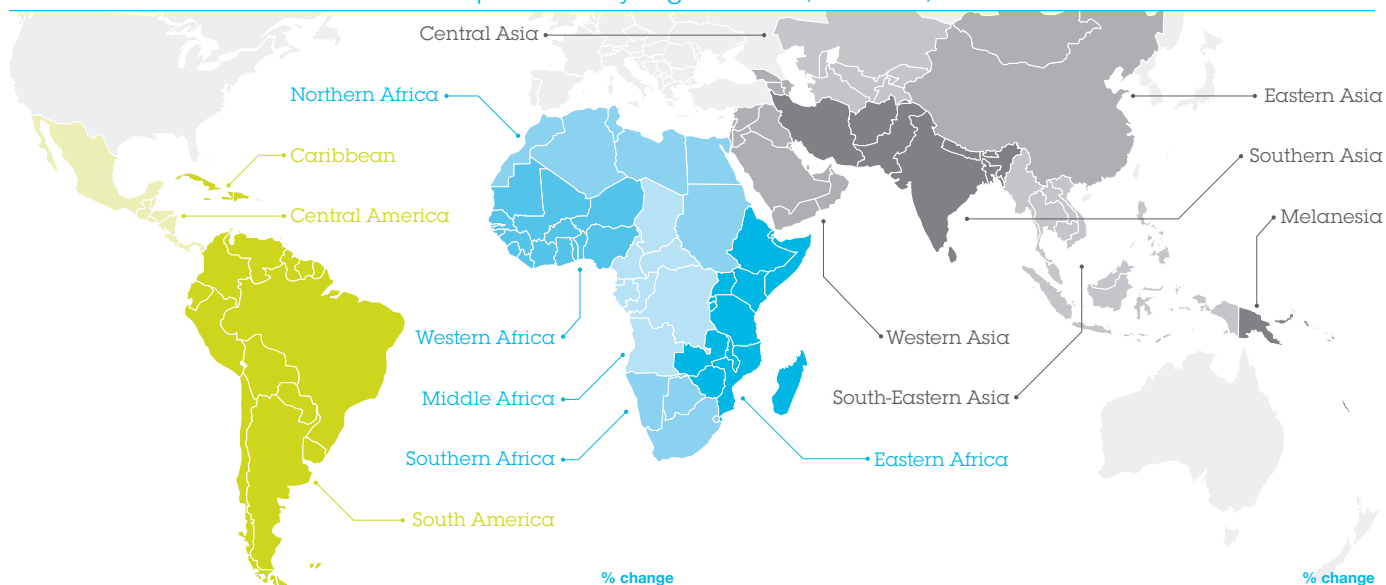 Central Asia
Northern Africa
Eastern Asia
Caribbean
Southern Asia
Central America
Melanesia
Western Africa
Western Asia
Middle Africa
South-Eastern Asia
Southern Africa
Eastern Africa
South America
% change
% change